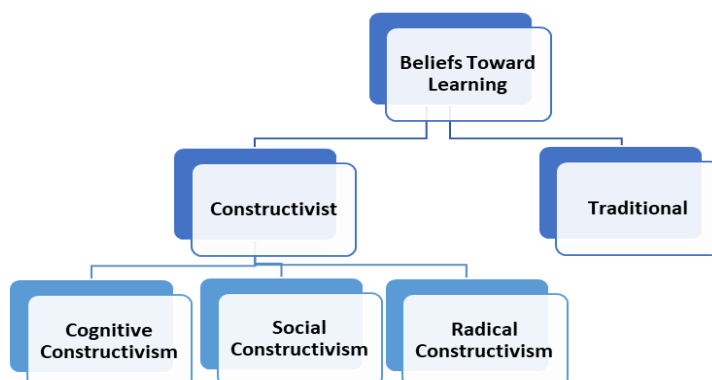 Beliefs Toward
Learning
Constructivist
Traditional
Cognitive
Constructivism
Social
Constructivism
Radical
Constructivism